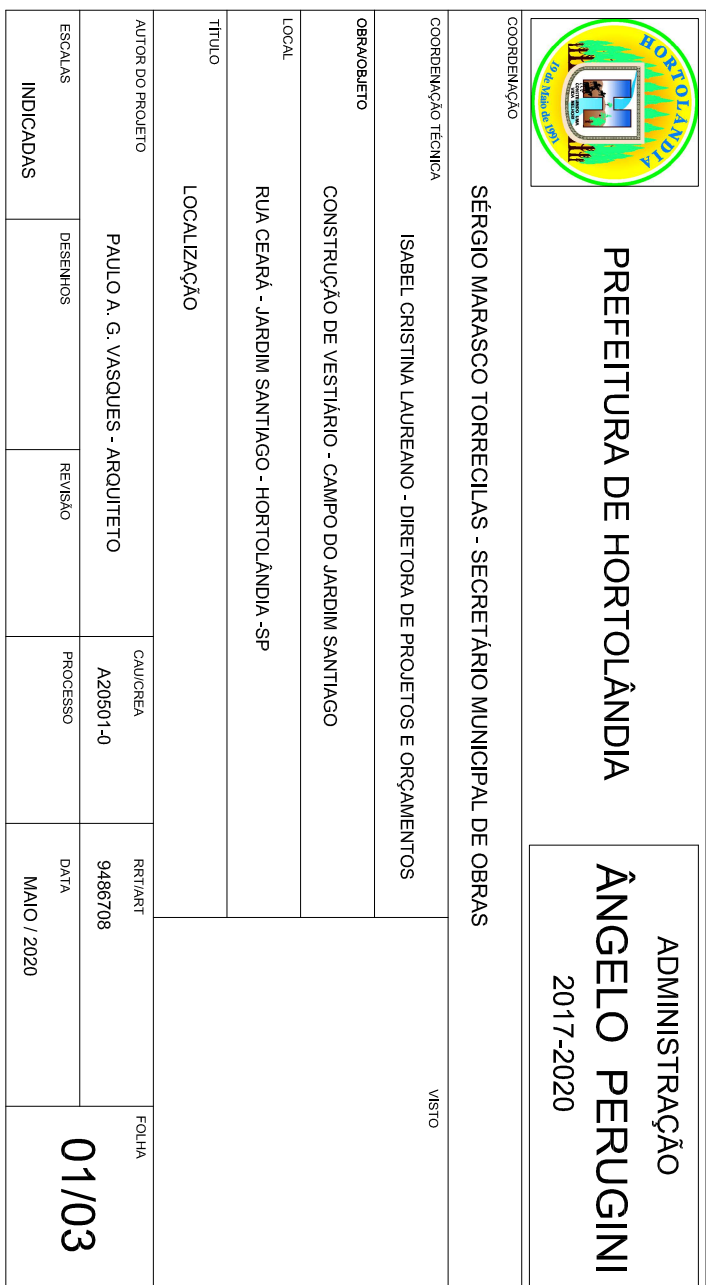 HORTOLANDIA
19 de Maio de 1991
PREFEITURA DE HORTOLÂNDIA
ADMINISTRAÇÃO
ÂNGELO PERUGINI
2017-2020
COORDENAÇÃO
SÉRGIO MARASCO TORRECILAS - SECRETÁRIO MUNICIPAL DE OBRAS
COORDENAÇÃO TÉCNICA
ISABEL CRISTINA LAUREANO - DIRETORA DE PROJETOS E ORÇAMENTOS
VISTO
OBRA/OBJETO
CONSTRUÇÃO DE VESTIÁRIO - CAMPO DO JARDIM SANTIAGO
LOCAL
RUA CEARÁ - JARDIM SANTIAGO - HORTOLÂNDIA -SP
TÍTULO
LOCALIZAÇÃO
AUTOR DO PROJETO
PAULO A. G. VASQUES - ARQUITETO
CAU/CREA
A20501-0
RRT/ART
9486708
FOLHA
01/03
ESCALAS
INDICADAS
DESENHOS
REVISÃO
PROCESSO
DATA
MAIO / 2020